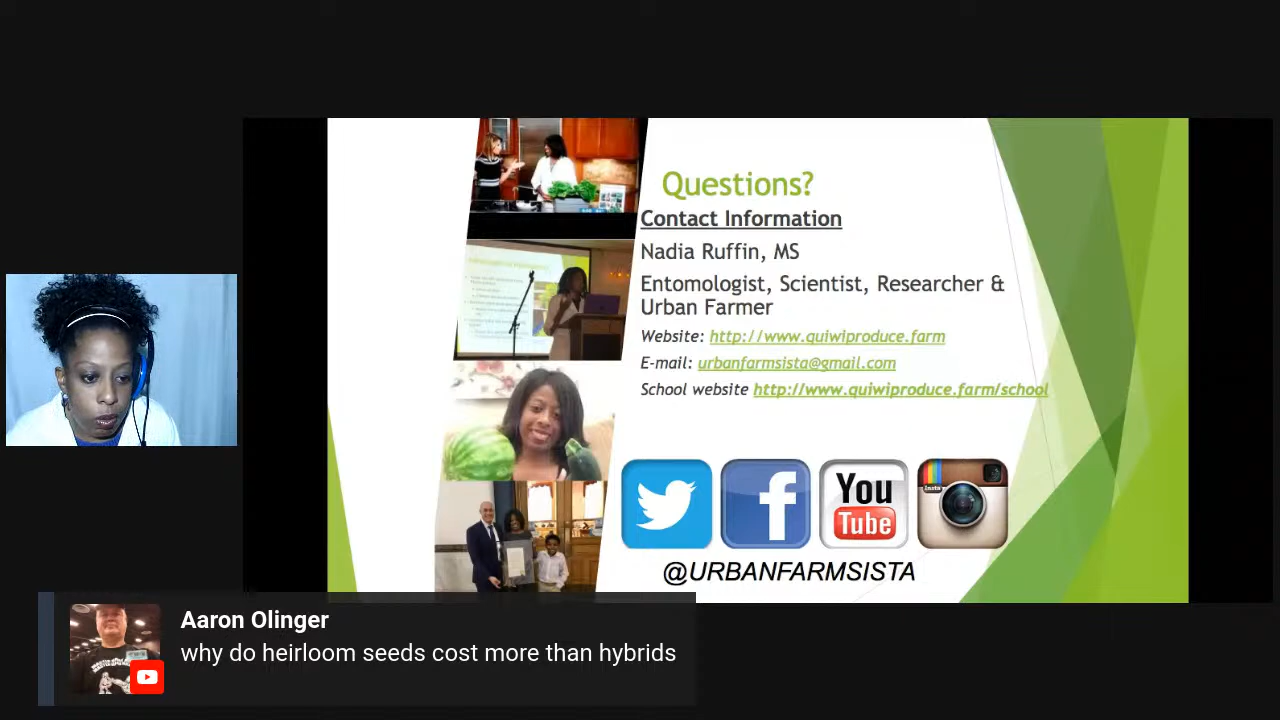 Questions?
Contact Information
Nadia Ruffin, MS
Entomologist, Scientist, Researcher &
Urban Farmer
Website: http://www.quiwiproduce.farm
E-mail: urbanfarmsista@gmail.com
School website http://www.quiwiproduce.farm/school
You
Tube
Insta
@URBANFARMSISTA
Aaron Olinger
why do heirloom seeds cost more than hybrids